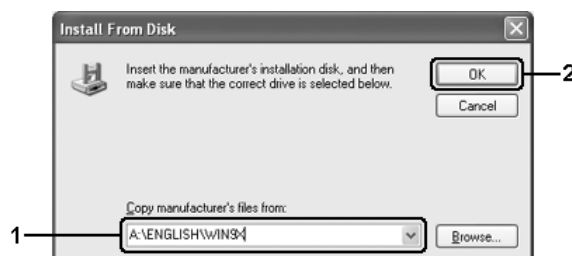 Install From Disk
Insert the manufacturer's installation disk, and then
make sure that the correct drive is selected below.
OK
2
Cancel
Copy manufacturer's files from:
1
A:\ENGLISH\WIN9X
Browse...